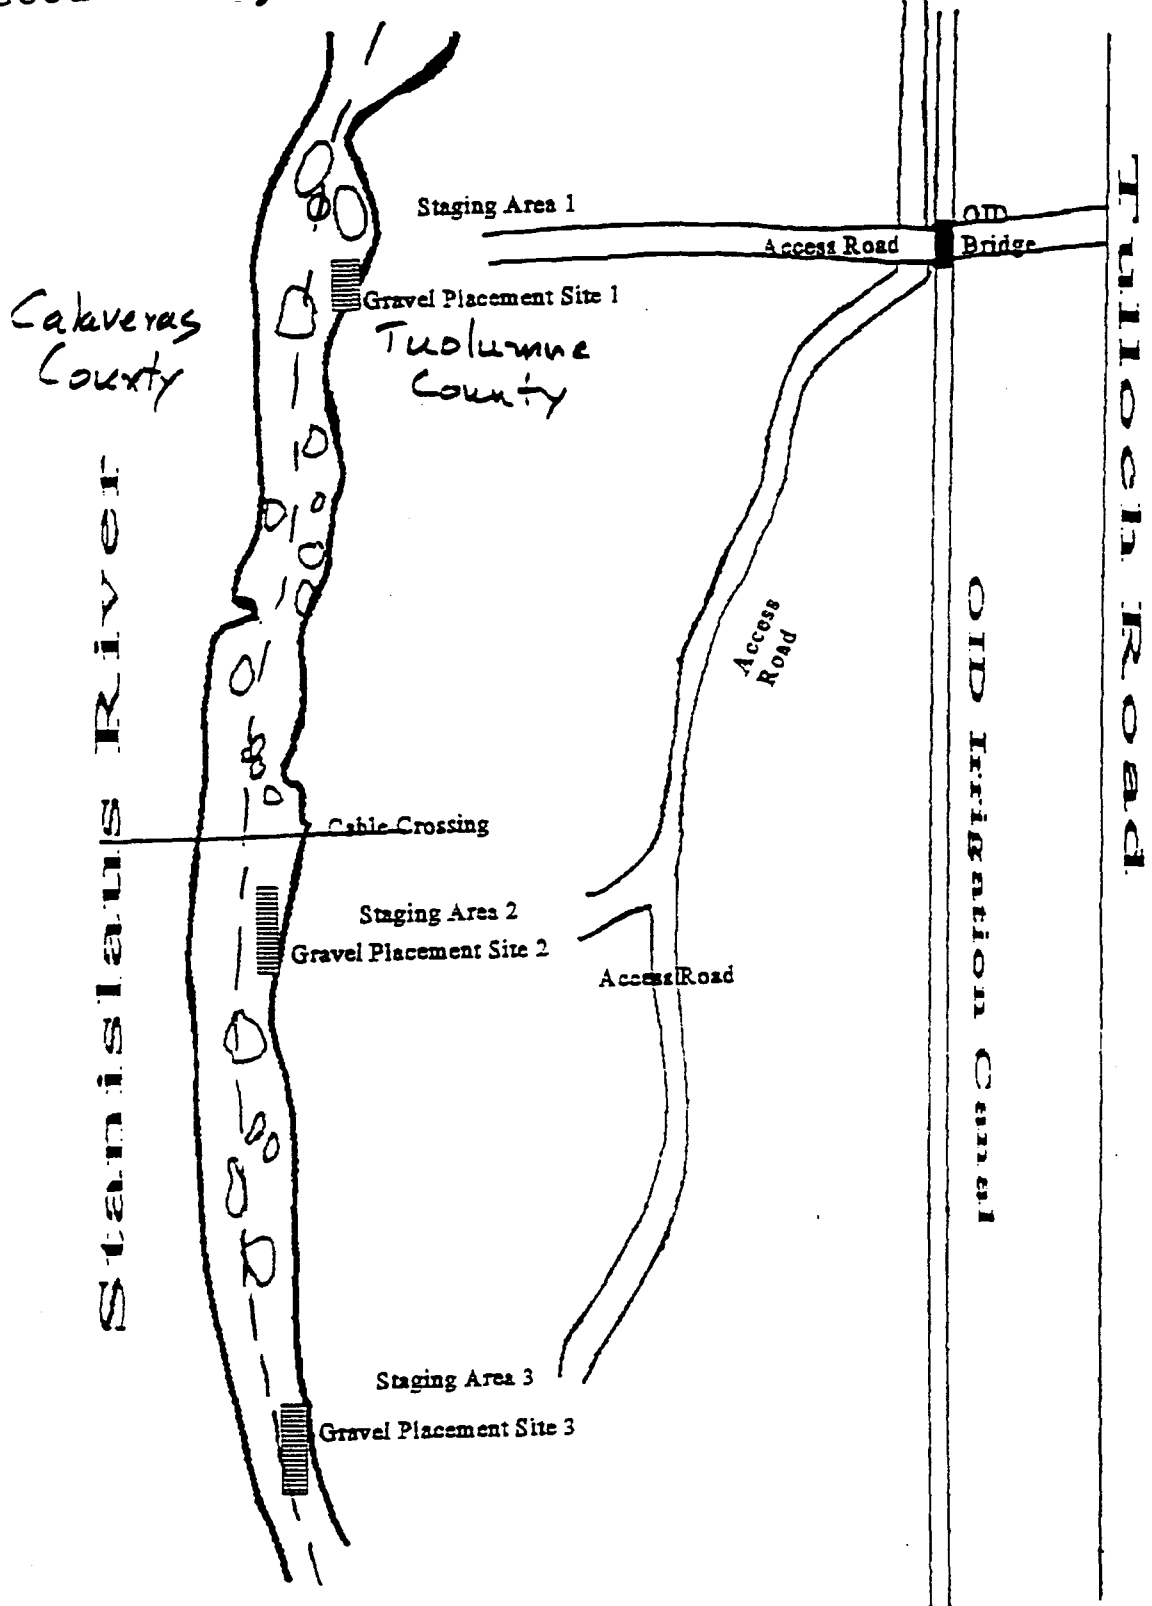 Staging Area 1
OID
Access Road
Bridge
Gravel Placement Site 1
Calaveras
County
Tuolumne
County
Tulloch Road
Stanislaus River
OID Irrigation Canal
Access
Road
Cable Crossing
Staging Area 2
Gravel Placement Site 2
Access Road
Staging Area 3
Gravel Placement Site 3